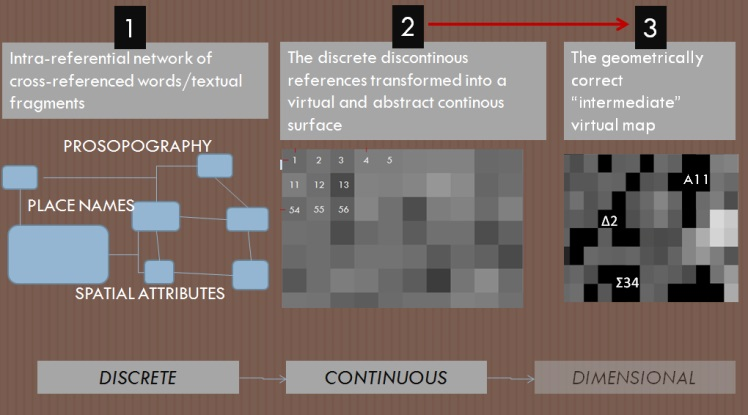 1
Intra-referential network of
cross-referenced words/textual
fragments
PROSOPOGRAPHY
PLACE NAMES
SPATIAL ATTRIBUTES
2
The discrete discontinous
references transformed into a
virtual and abstract continous
surface
1 2 3 4 5
11 12 13
54 55 56
3
The geometrically
correct
“intermediate”
virtual map
A11
Δ2
Σ34
DISCRETE
CONTINUOUS
DIMENSIONAL